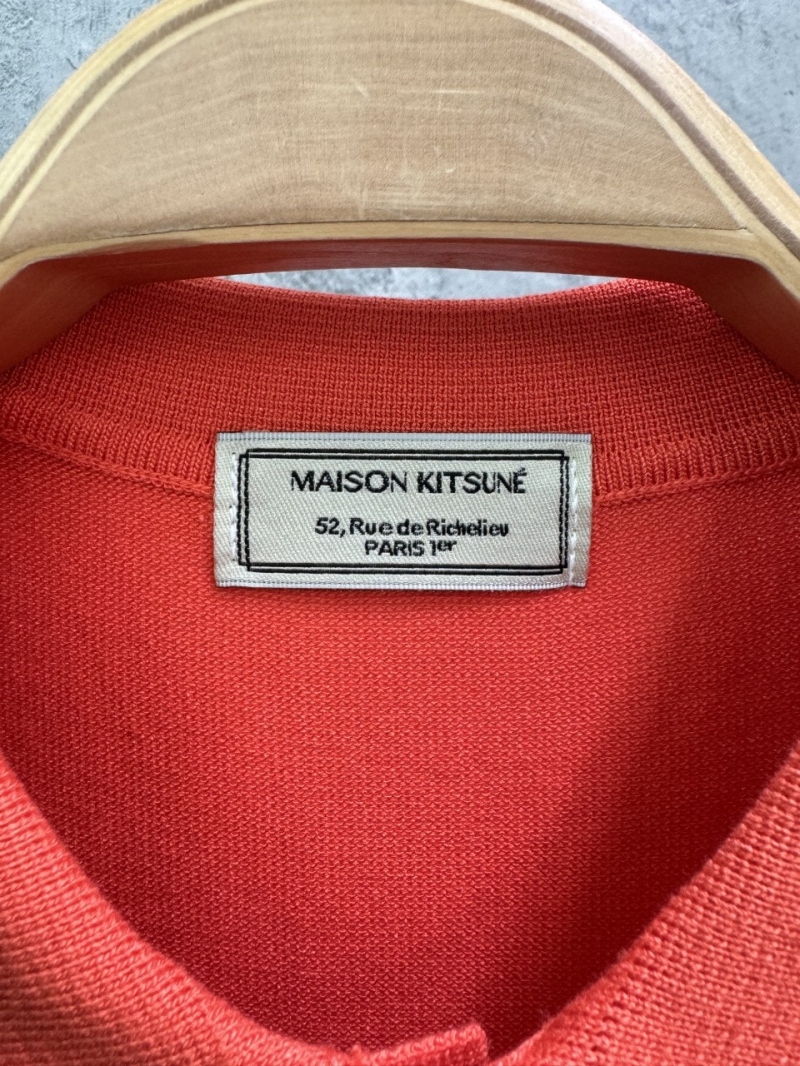 MAISON KITSUNÉ
52, Rue de Richelieu
PARIS 1er